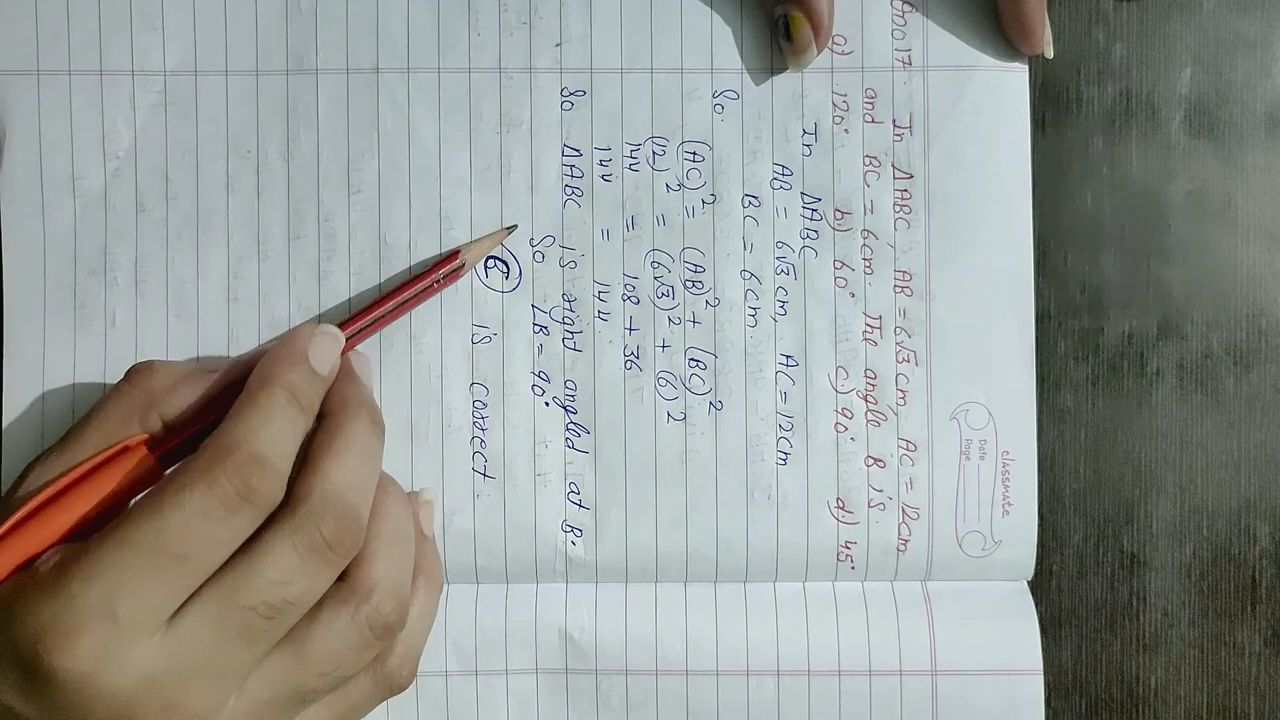 classmate
Date
Page
Qno17. In ΔABC, AB = 6√3 cm, AC = 12cm
and BC = 6cm. The angle B is.
a) 120° b) 60° c) 90° d) 45°
In ΔABC
AB = 6√3 cm, AC = 12cm
BC = 6cm.
So.
(AC)² = (AB)² + (BC)²
(12)² = (6√3)² + (6)²
144 = 108 + 36
144 = 144.
So ΔABC is right angled at B.
So ∠B = 90°
C is correct.